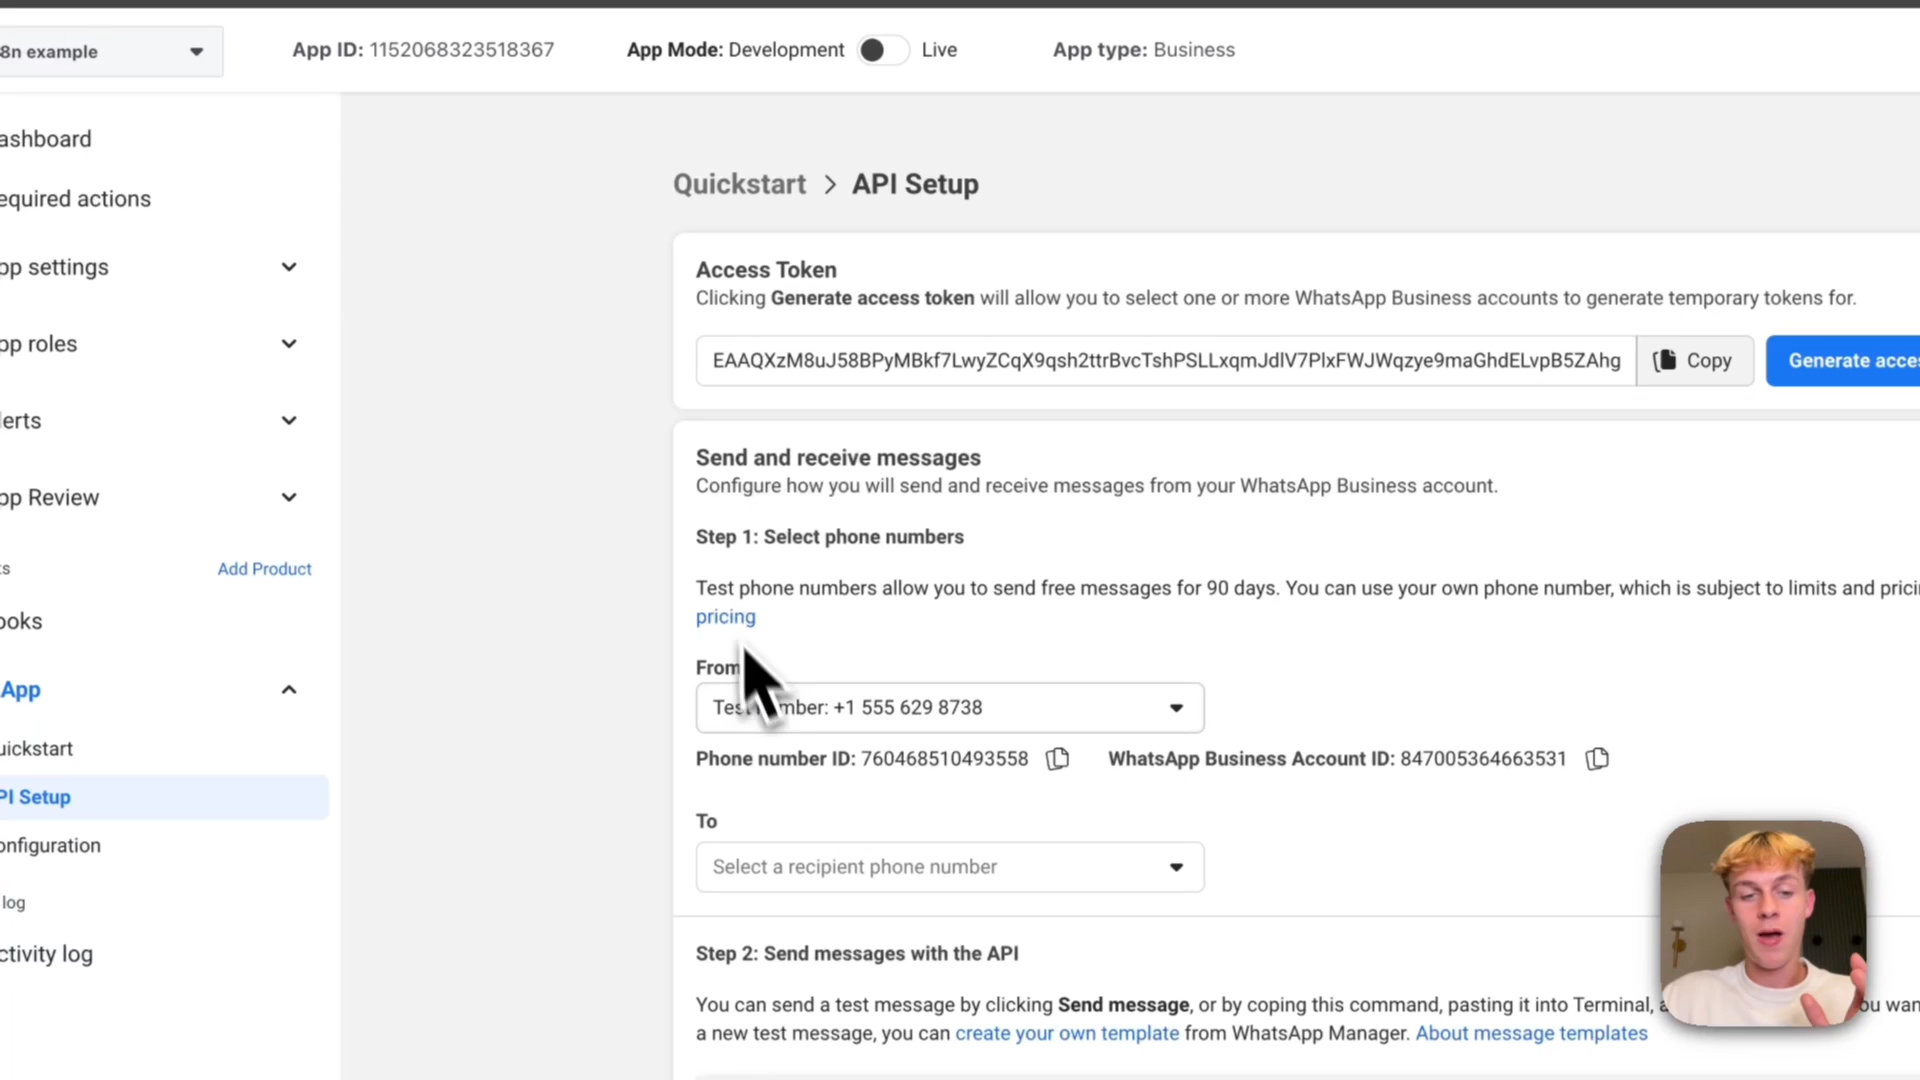 8n example
App ID: 1152068323518367
App Mode: Development
Live
App type: Business
ashboard
equired actions
pp settings
pp roles
lerts
pp Review
ts
Add Product
ooks
App
uickstart
PI Setup
onfiguration
log
ctivity log
Quickstart > API Setup
Access Token
Clicking Generate access token will allow you to select one or more WhatsApp Business accounts to generate temporary tokens for.
EAAQXzM8uJ58BPyMBkf7LwyZCqX9qsh2ttrBvcTshPSLLxqmJdlV7PlxFWJWqzye9maGhdELvpB5ZAhg
Copy
Generate acces
Send and receive messages
Configure how you will send and receive messages from your WhatsApp Business account.
Step 1: Select phone numbers
Test phone numbers allow you to send free messages for 90 days. You can use your own phone number, which is subject to limits and prici
pricing
From
Test number: +1 555 629 8738
Phone number ID: 760468510493558
WhatsApp Business Account ID: 847005364663531
To
Select a recipient phone number
Step 2: Send messages with the API
You can send a test message by clicking Send message, or by coping this command, pasting it into Terminal, a ou wan
a new test message, you can create your own template from WhatsApp Manager. About message templates